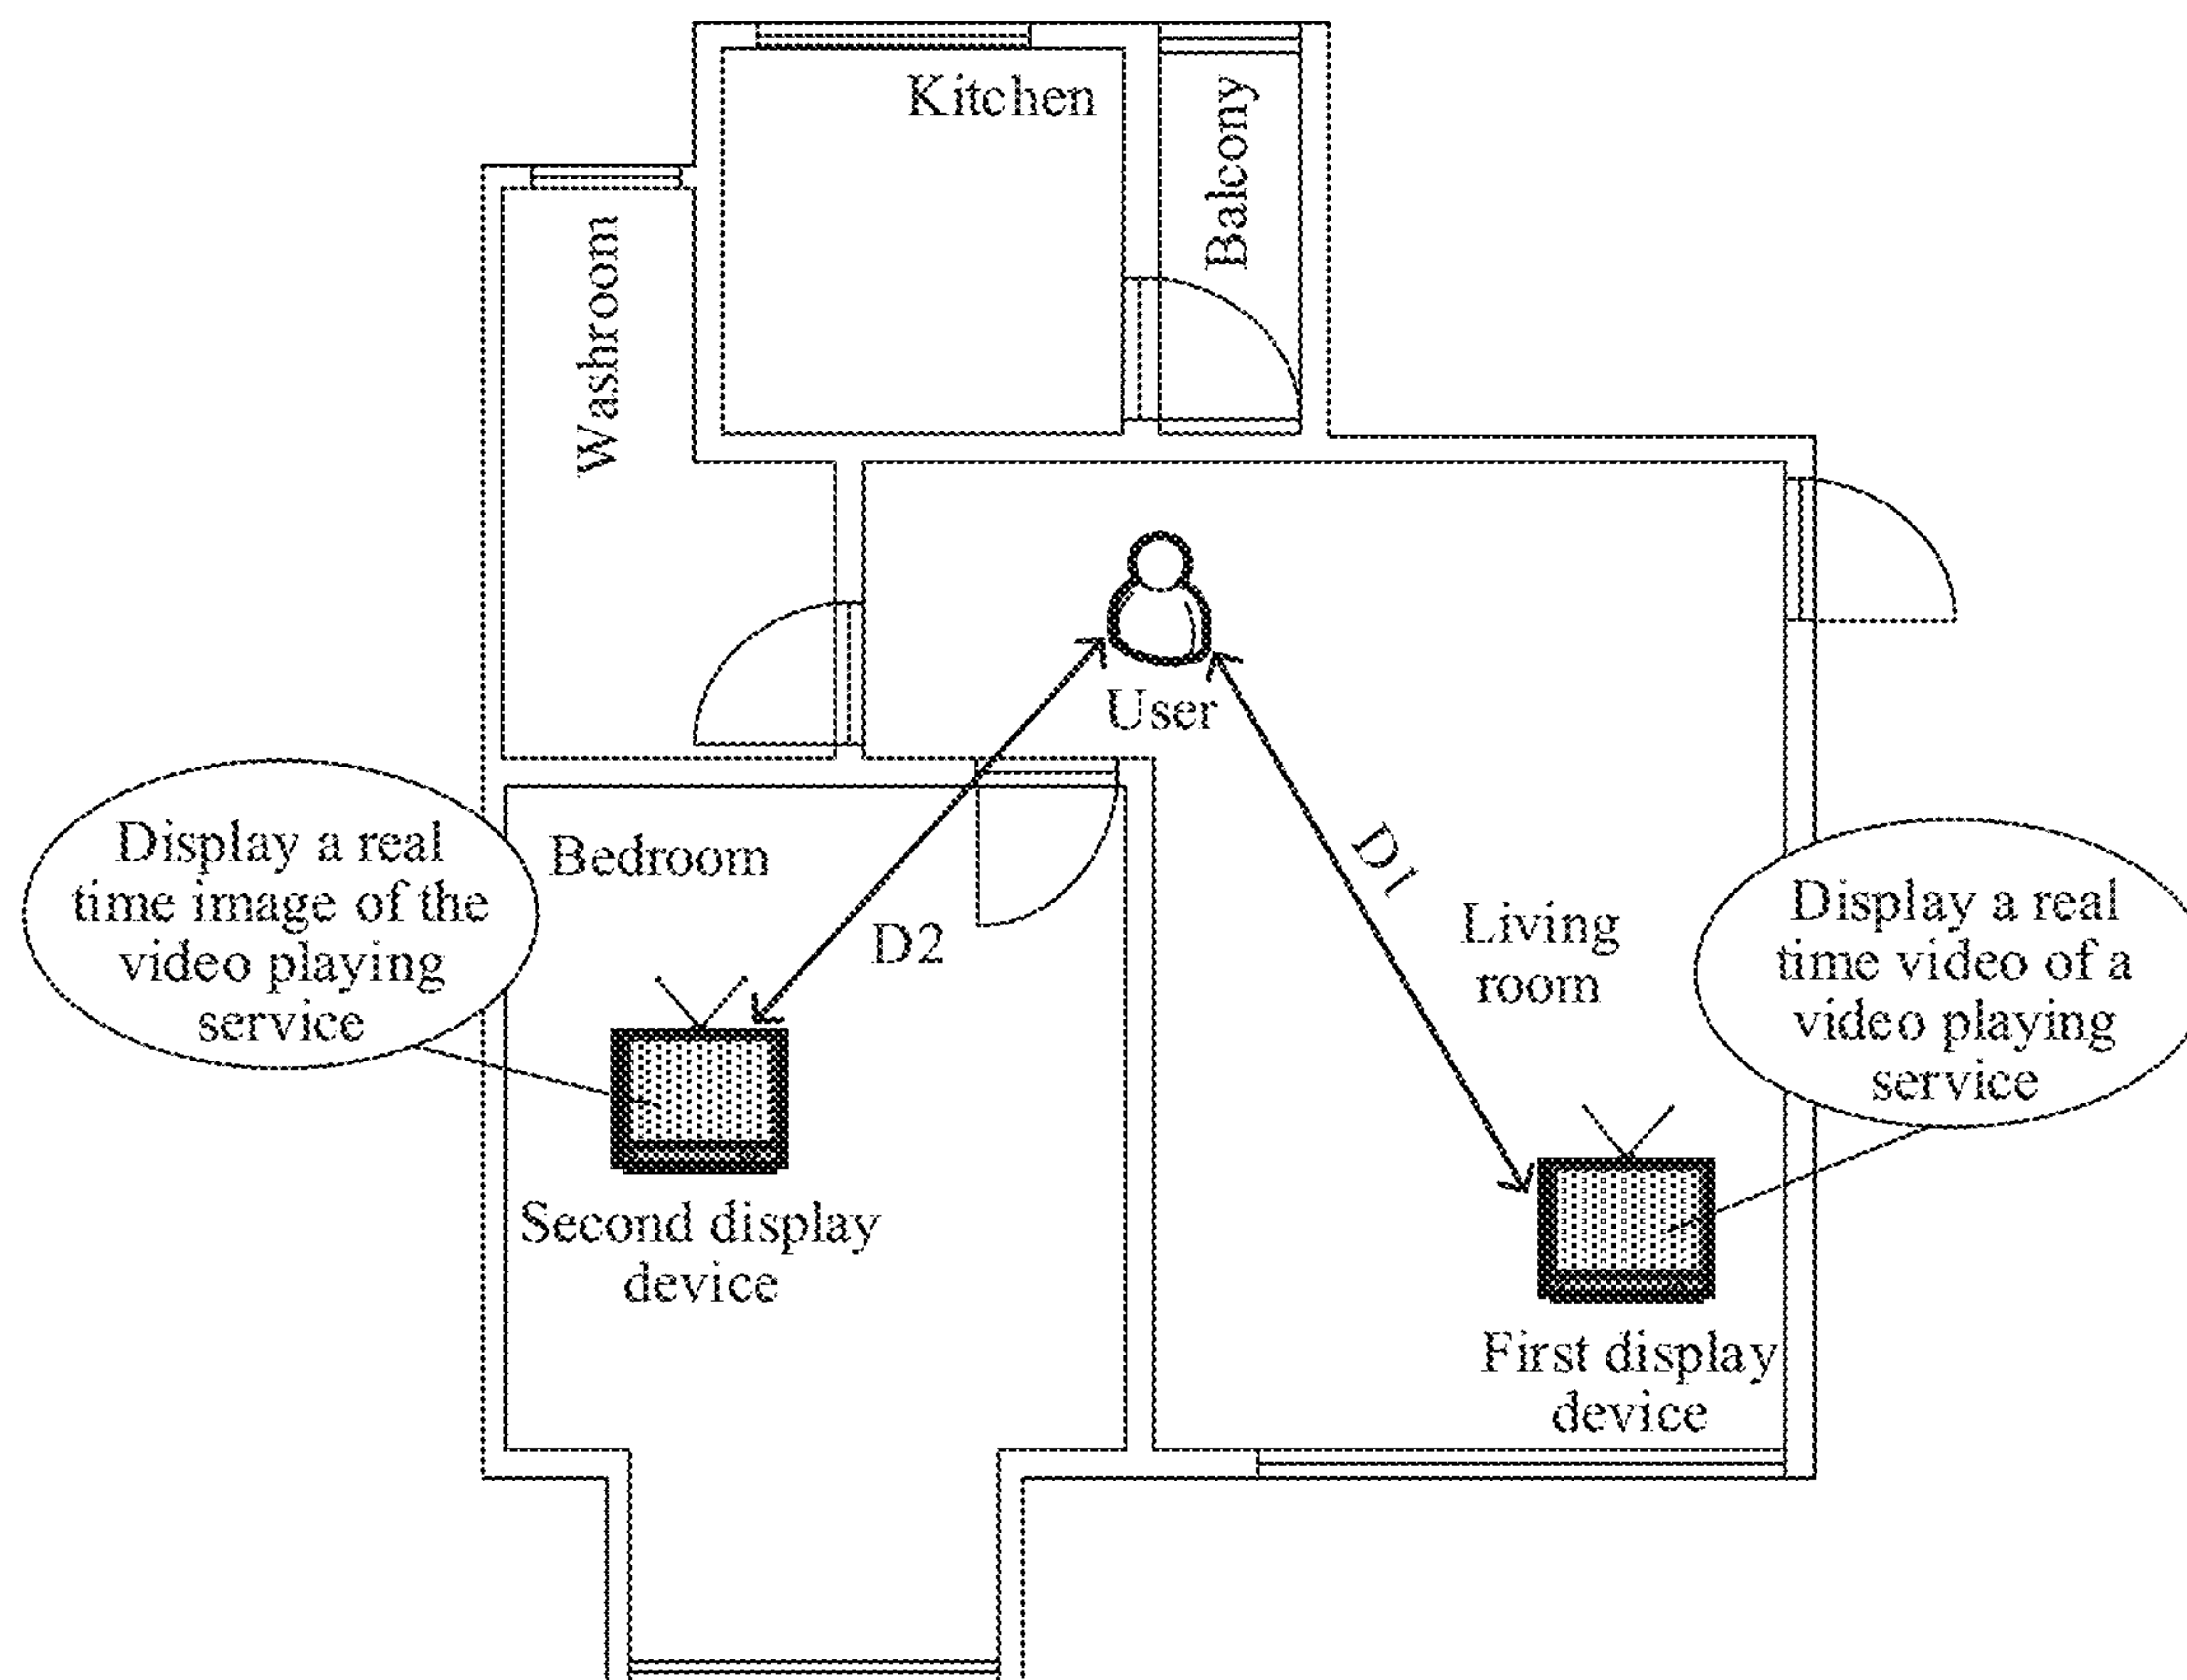 Kitchen
Balcony
Washroom
User
Display a real
time image of the
video playing
service
Bedroom
D2
D1
Living
room
Display a real
time video of a
video playing
service
Second display
device
First display
device